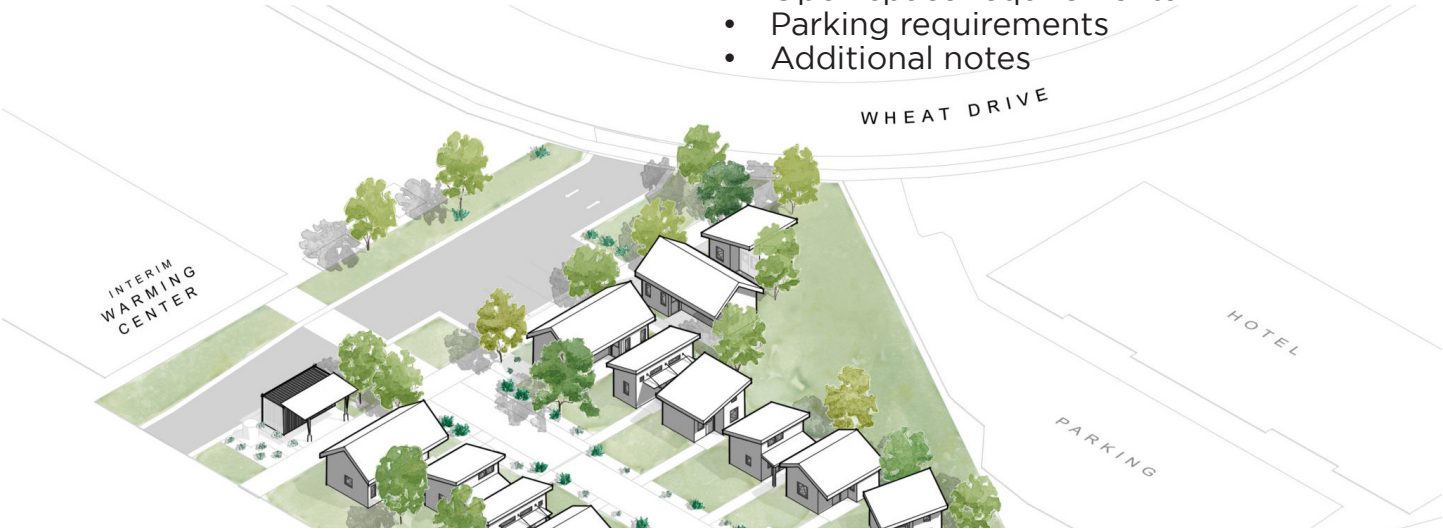 • Parking requirements
• Additional notes
WHEAT DRIVE
INTERIM
WARMING
CENTER
HOTEL
PARKING